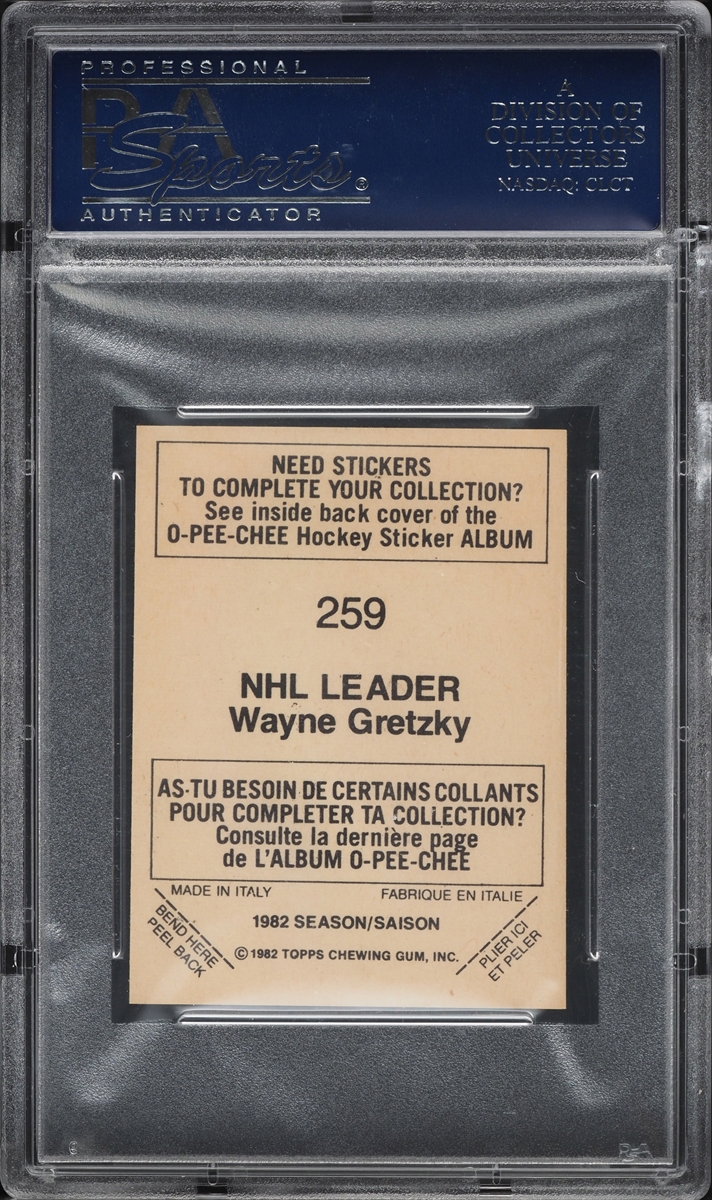 PROFESSIONAL
PSA
Sports®
AUTHENTICATOR
A
DIVISION OF
COLLECTORS
UNIVERSE
NASDAQ: CLCT
NEED STICKERS
TO COMPLETE YOUR COLLECTION?
See inside back cover of the
O-PEE-CHEE Hockey Sticker ALBUM
259
NHL LEADER
Wayne Gretzky
AS-TU BESOIN DE CERTAINS COLLANTS
POUR COMPLETER TA COLLECTION?
Consulte la dernière page
de L'ALBUM O-PEE-CHEE
MADE IN ITALY FABRIQUE EN ITALIE
BEND HERE
PEEL BACK
1982 SEASON/SAISON
© 1982 TOPPS CHEWING GUM, INC.
PLIER ICI
ET PELER
PSA